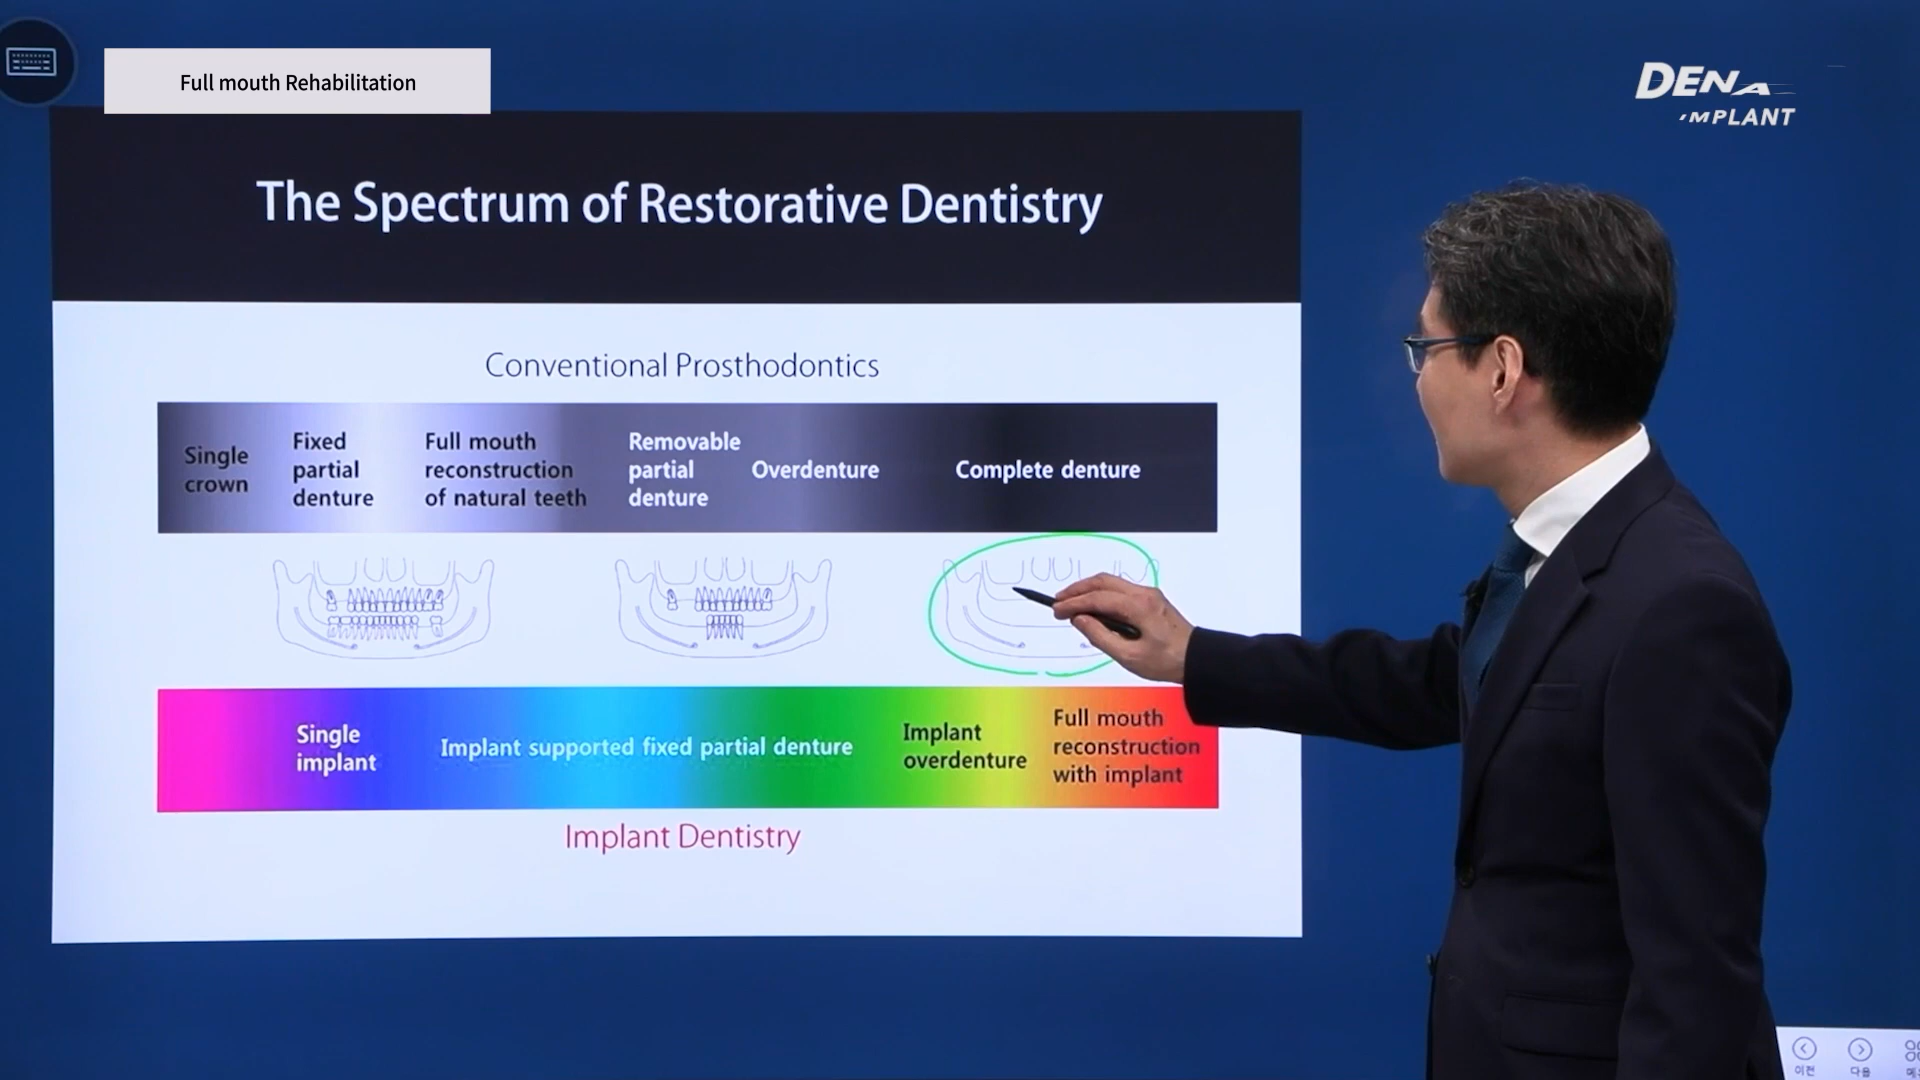 Full mouth Rehabilitation
DENA
IMPLANT
The Spectrum of Restorative Dentistry
Conventional Prosthodontics
Single
crown
Fixed
partial
denture
Full mouth
reconstruction
of natural teeth
Removable
partial
denture
Overdenture
Complete denture
Single
implant
Implant supported fixed partial denture
Implant
overdenture
Full mouth
reconstruction
with implant
Implant Dentistry
이전
다음